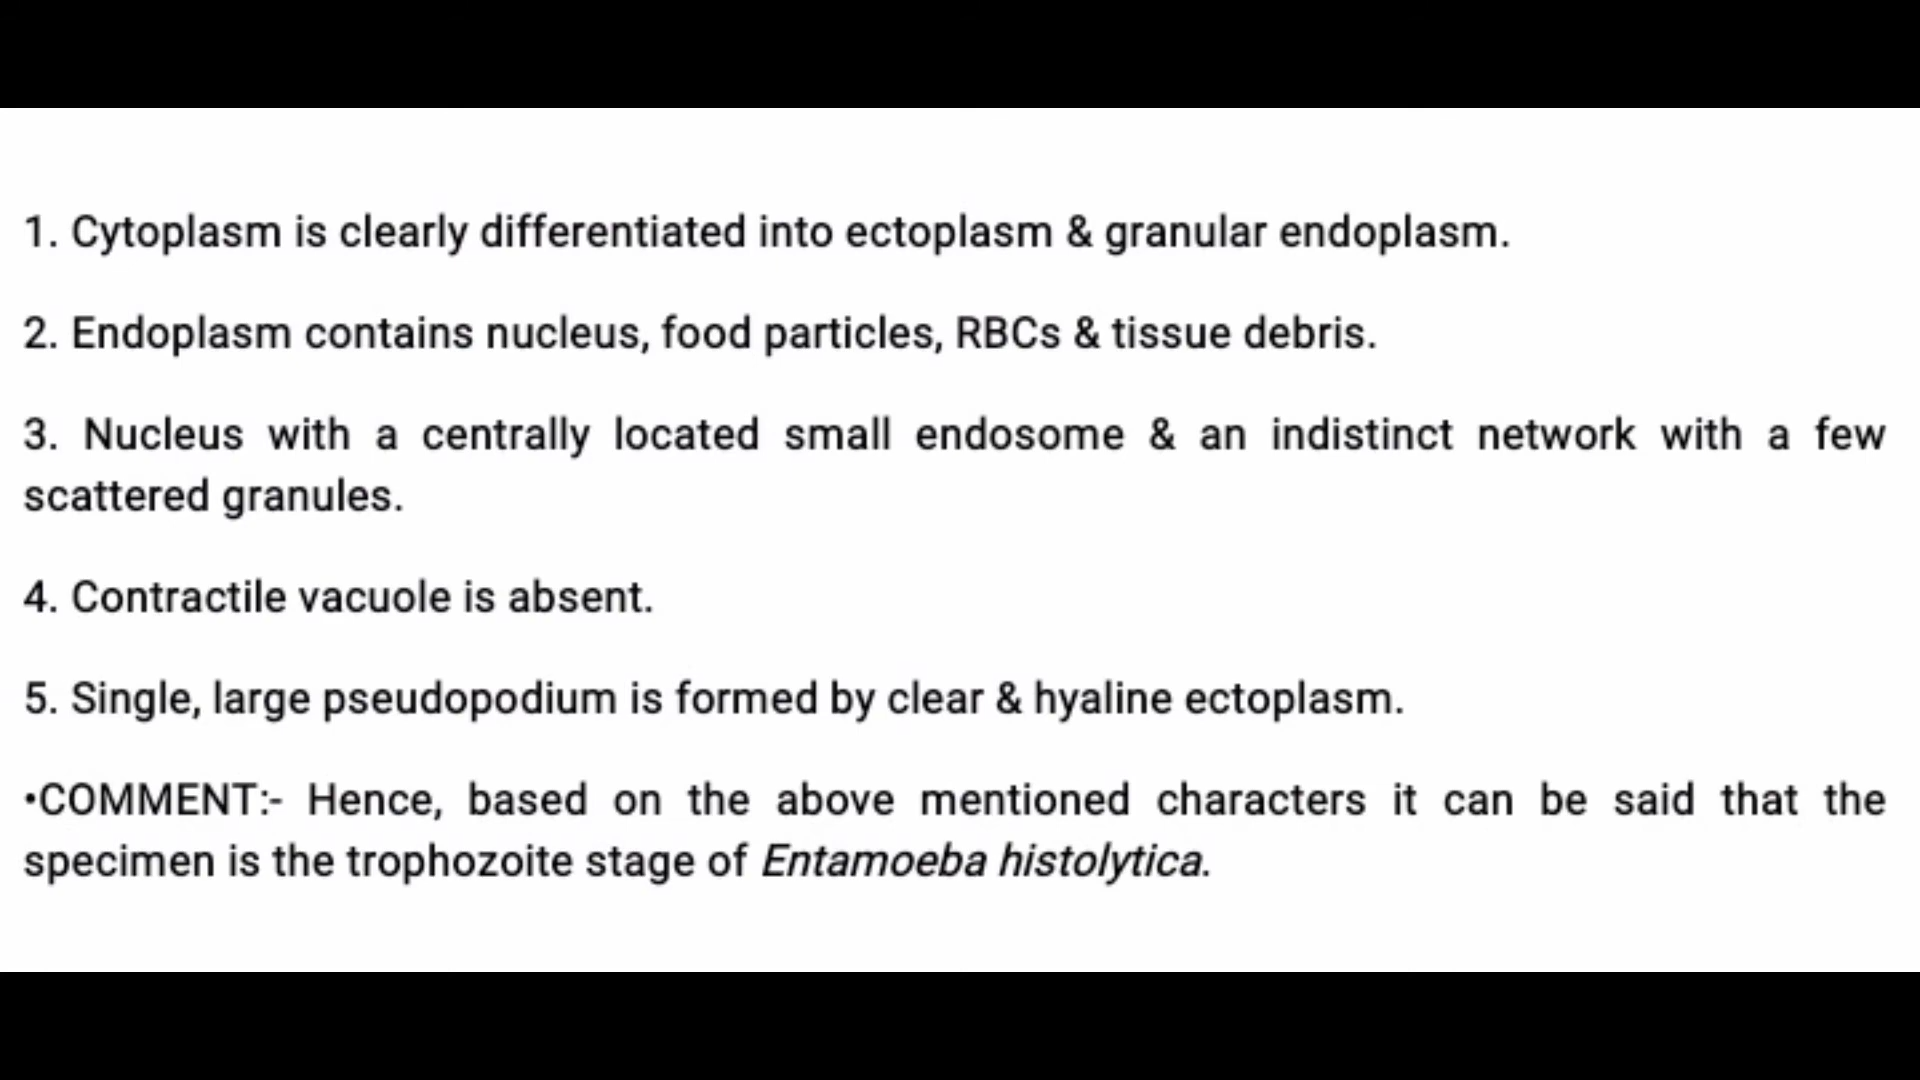 1. Cytoplasm is clearly differentiated into ectoplasm & granular endoplasm.
2. Endoplasm contains nucleus, food particles, RBCs & tissue debris.
3. Nucleus with a centrally located small endosome & an indistinct network with a few
scattered granules.
4. Contractile vacuole is absent.
5. Single, large pseudopodium is formed by clear & hyaline ectoplasm.
•COMMENT:- Hence, based on the above mentioned characters it can be said that the
specimen is the trophozoite stage of Entamoeba histolytica.